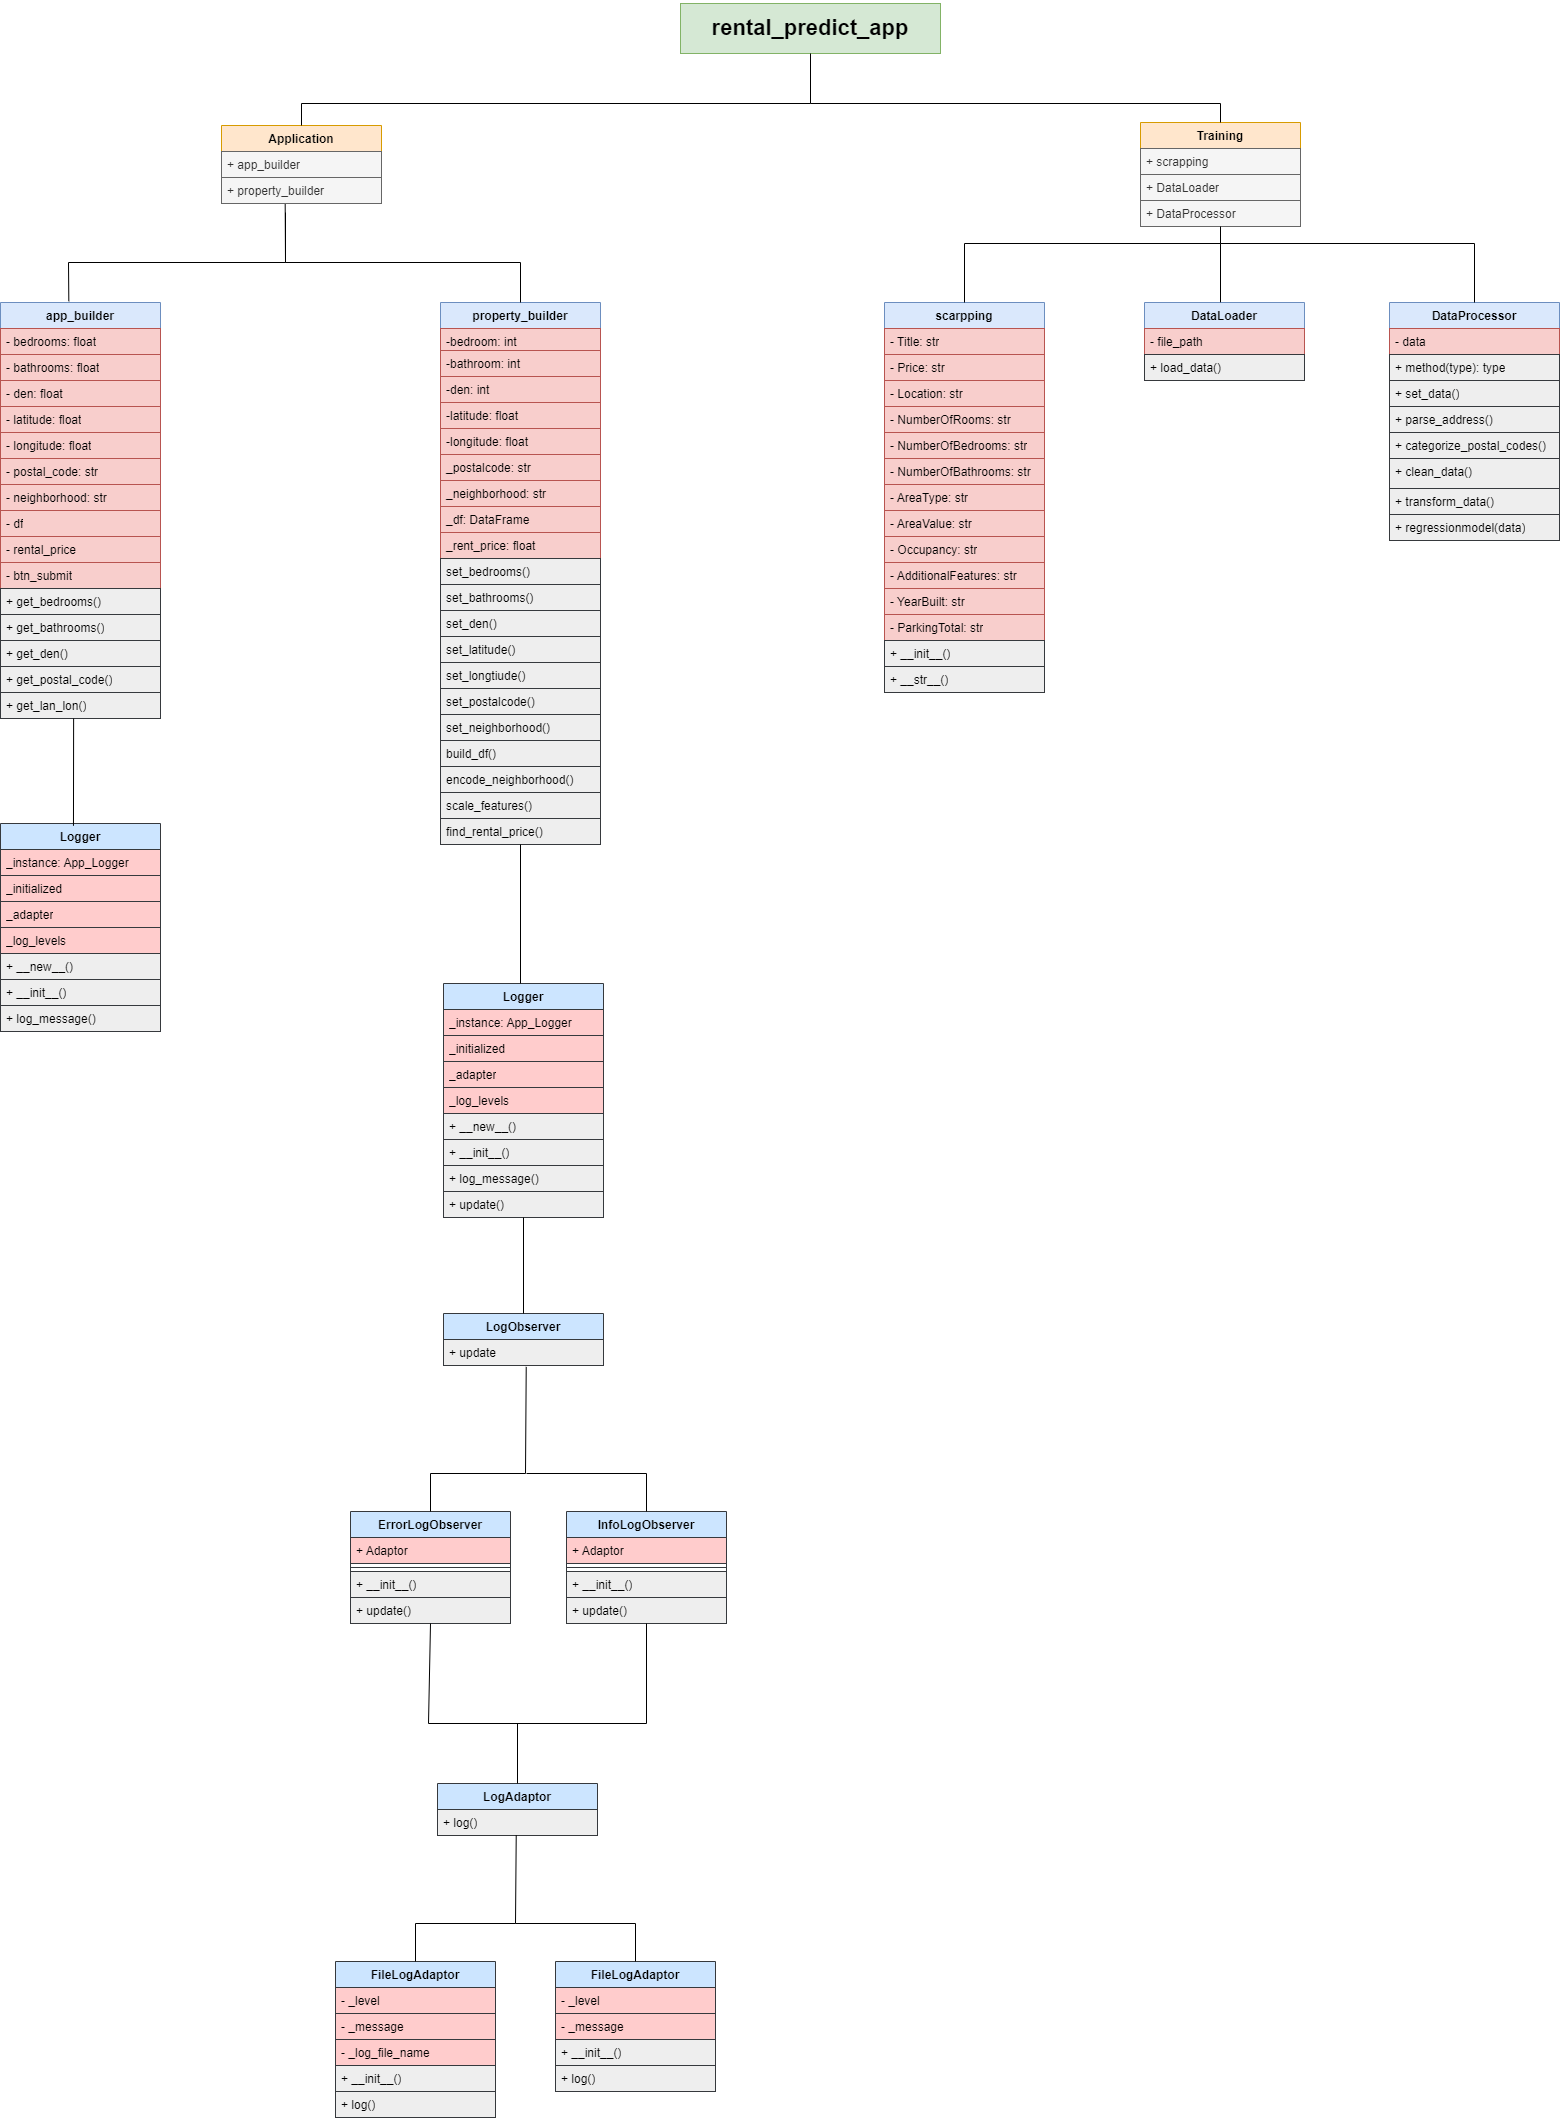 rental_predict_app
Application
+ app_builder
+ property_builder
Training
+ scrapping
+ DataLoader
+ DataProcessor
app_builder
- bedrooms: float
- bathrooms: float
- den: float
- latitude: float
- longitude: float
- postal_code: str
- neighborhood: str
- df
- rental_price
- btn_submit
+ get_bedrooms()
+ get_bathrooms()
+ get_den()
+ get_postal_code()
+ get_lan_lon()
property_builder
-bedroom: int
-bathroom: int
-den: int
-latitude: float
-longitude: float
_postalcode: str
_neighborhood: str
_df: DataFrame
_rent_price: float
set_bedrooms()
set_bathrooms()
set_den()
set_latitude()
set_longtiude()
set_postalcode()
set_neighborhood()
build_df()
encode_neighborhood()
scale_features()
find_rental_price()
scarpping
- Title: str
- Price: str
- Location: str
- NumberOfRooms: str
- NumberOfBedrooms: str
- NumberOfBathrooms: str
- AreaType: str
- AreaValue: str
- Occupancy: str
- AdditionalFeatures: str
- YearBuilt: str
- ParkingTotal: str
+ __init__()
+ __str__()
DataLoader
- file_path
+ load_data()
DataProcessor
- data
+ method(type): type
+ set_data()
+ parse_address()
+ categorize_postal_codes()
+ clean_data()
+ transform_data()
+ regressionmodel(data)
Logger
_instance: App_Logger
_initialized
_adapter
_log_levels
+ __new__()
+ __init__()
+ log_message()
Logger
_instance: App_Logger
_initialized
_adapter
_log_levels
+ __new__()
+ __init__()
+ log_message()
+ update()
LogObserver
+ update
ErrorLogObserver
+ Adaptor
+ __init__()
+ update()
InfoLogObserver
+ Adaptor
+ __init__()
+ update()
LogAdaptor
+ log()
FileLogAdaptor
- _level
- _message
- _log_file_name
+ __init__()
+ log()
FileLogAdaptor
- _level
- _message
+ __init__()
+ log()